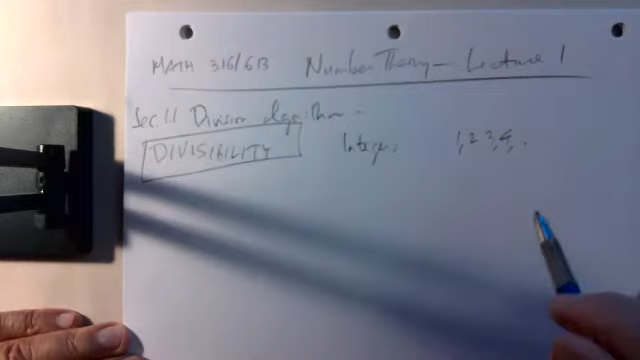 MATH 316/613 Number Theory - Lecture 1
Sec. 1.1 Division algorithm -
DIVISIBILITY Integers 1, 2, 3, 4, .